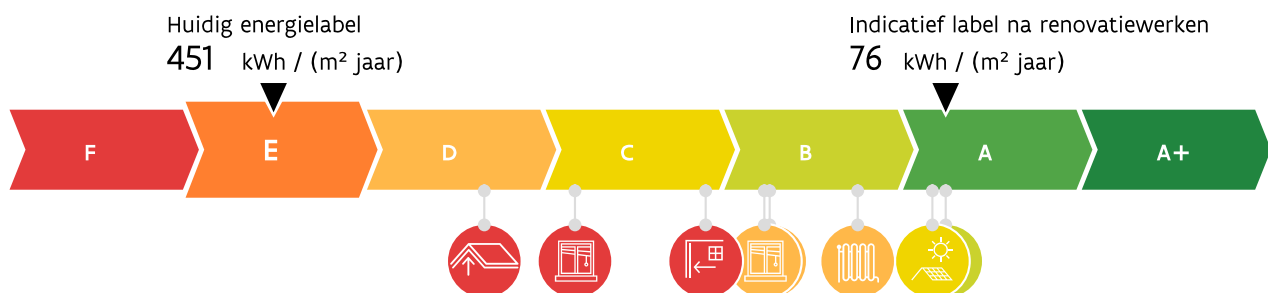 Huidig energielabel
451 kWh / (m² jaar)
Indicatief label na renovatiewerken
76 kWh / (m² jaar)
F E D C B A A+